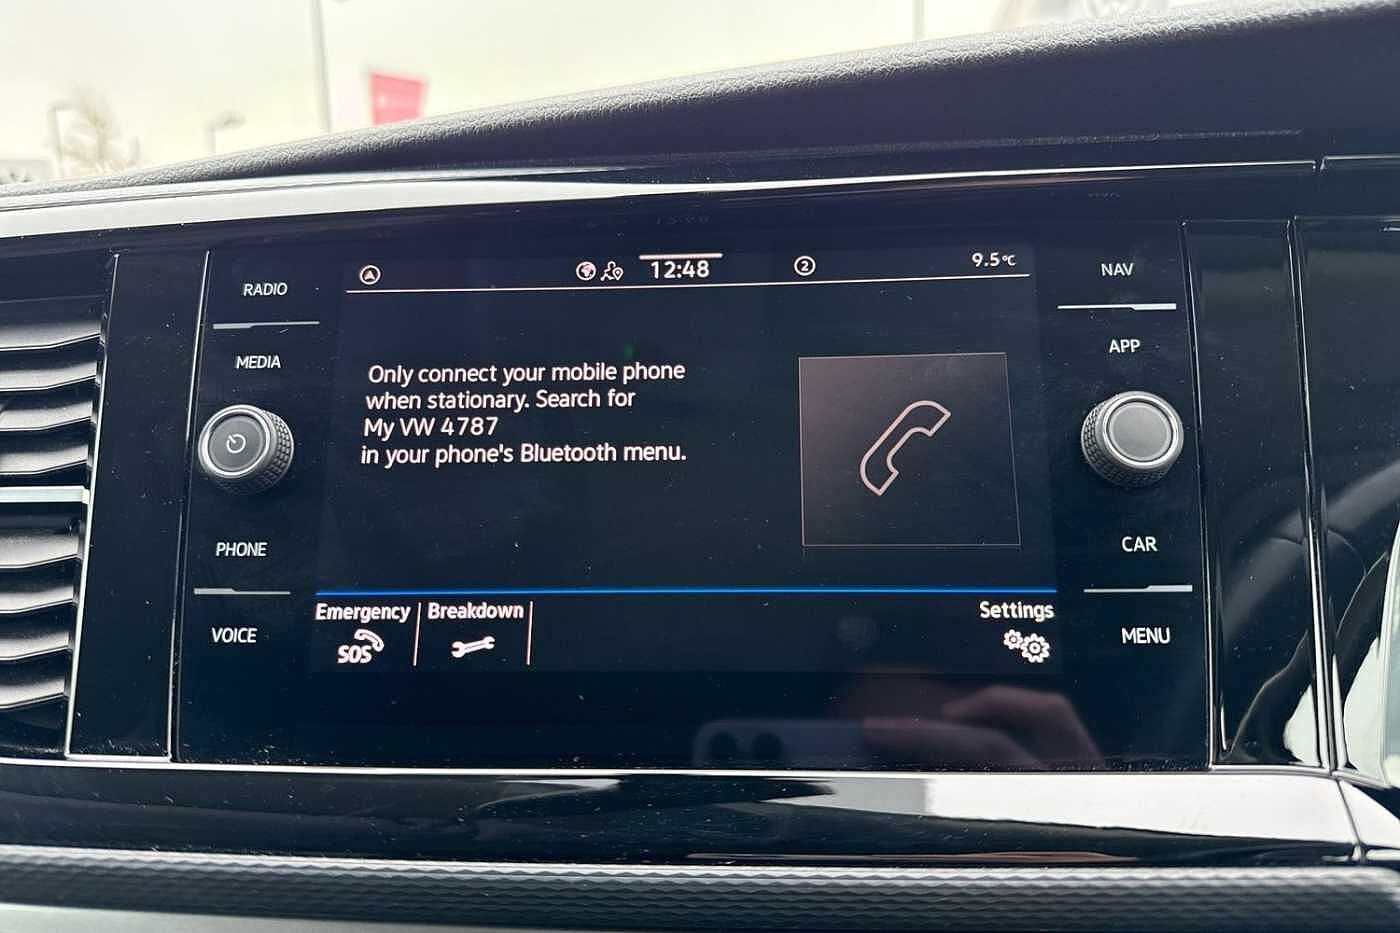 12:48
2
9.5°C
RADIO
MEDIA
PHONE
VOICE
Only connect your mobile phone
when stationary. Search for
My VW 4787
in your phone's Bluetooth menu.
NAV
APP
CAR
MENU
Emergency
SOS
Breakdown
Settings